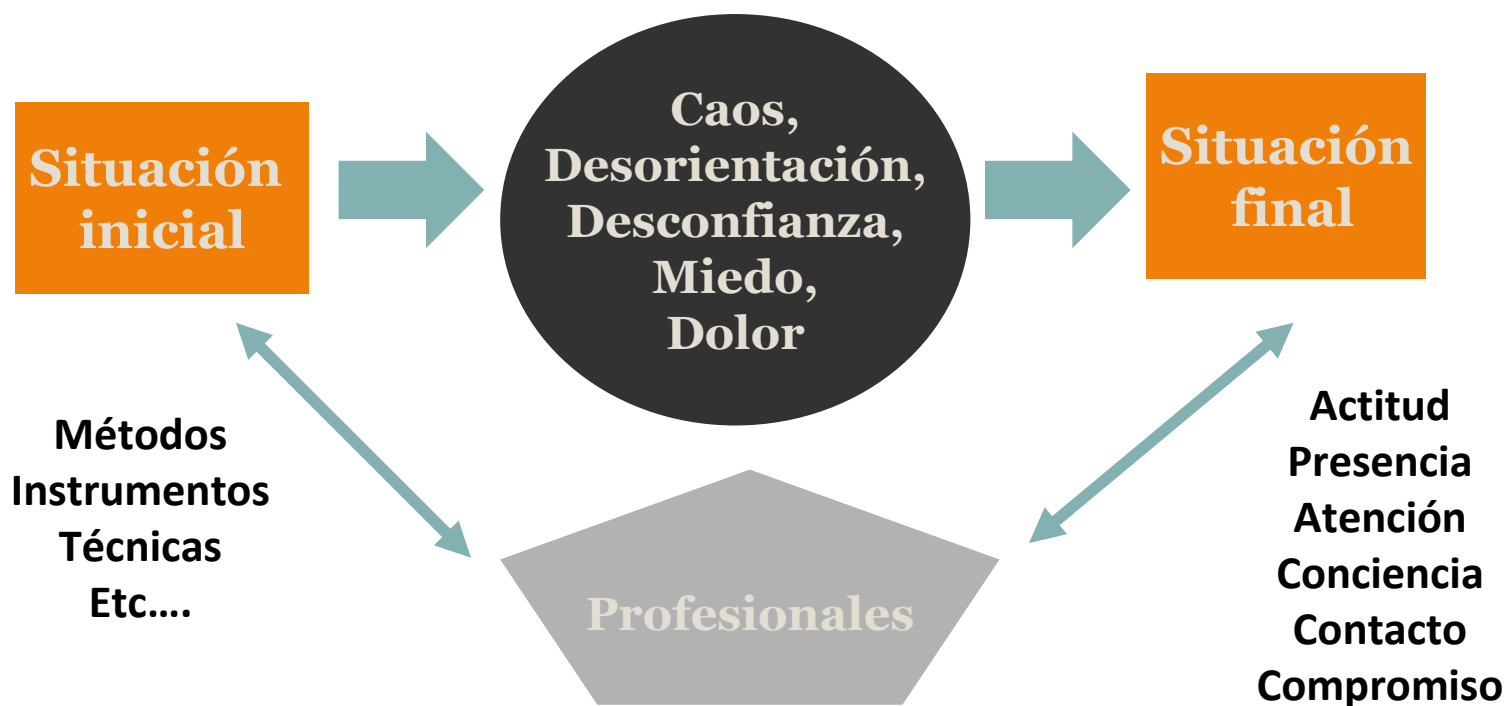 Situación
inicial
Caos,
Desorientación,
Desconfianza,
Miedo,
Dolor
Situación
final
Métodos
Instrumentos
Técnicas
Etc....
Profesionales
Actitud
Presencia
Atención
Conciencia
Contacto
Compromiso